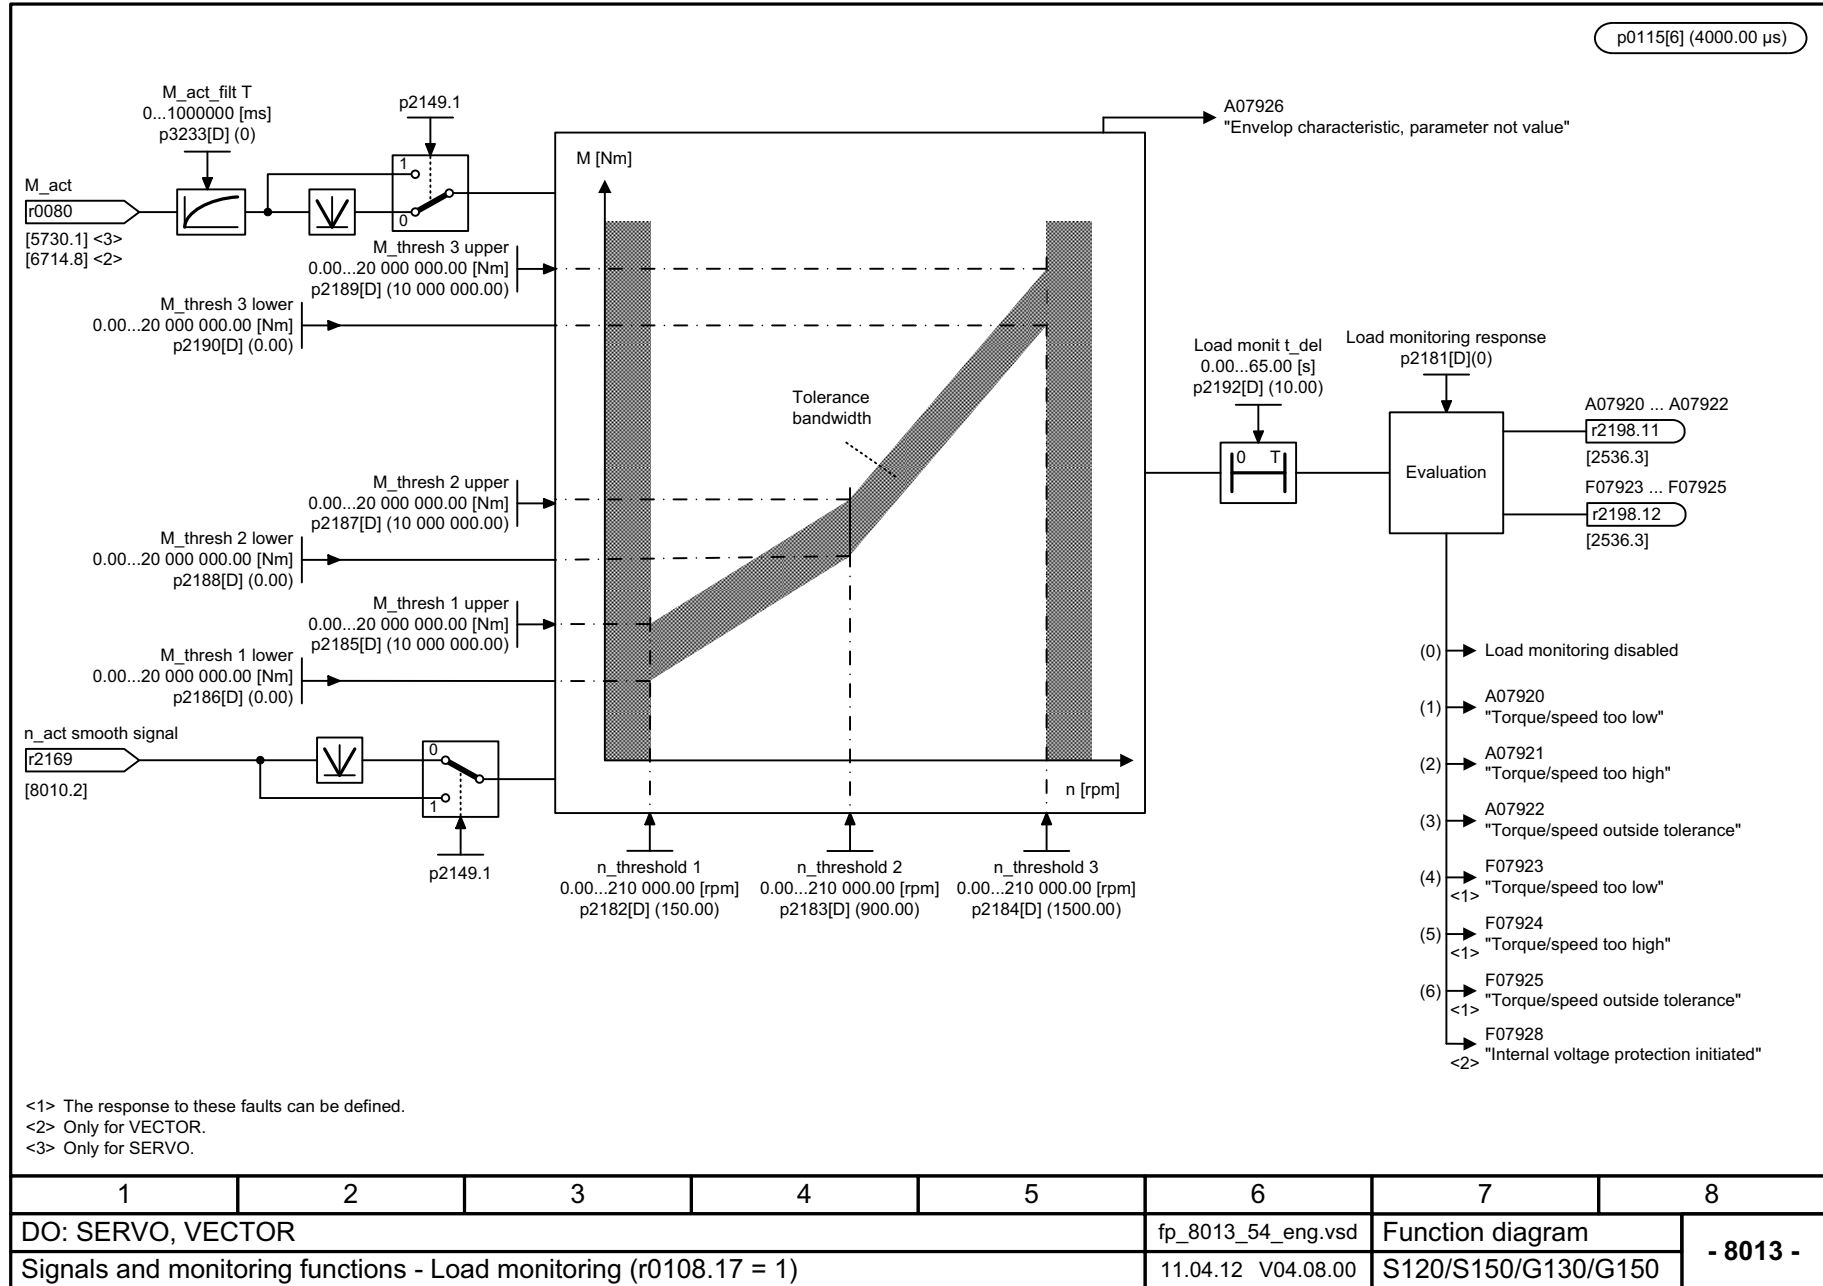 p0115[6] (4000.00 µs)
M_act_filt T
0...1000000 [ms]
p3233[D] (0)
p2149.1
A07926
"Envelop characteristic, parameter not value"
M_act
r0080
[5730.1] <3>
[6714.8] <2>
1
0
M [Nm]
M_thresh 3 upper
0.00...20 000 000.00 [Nm]
p2189[D] (10 000 000.00)
M_thresh 3 lower
0.00...20 000 000.00 [Nm]
p2190[D] (0.00)
Tolerance
bandwidth
M_thresh 2 upper
0.00...20 000 000.00 [Nm]
p2187[D] (10 000 000.00)
M_thresh 2 lower
0.00...20 000 000.00 [Nm]
p2188[D] (0.00)
M_thresh 1 upper
0.00...20 000 000.00 [Nm]
p2185[D] (10 000 000.00)
M_thresh 1 lower
0.00...20 000 000.00 [Nm]
p2186[D] (0.00)
n_act smooth signal
r2169
[8010.2]
0
1
p2149.1
n [rpm]
n_threshold 1
0.00...210 000.00 [rpm]
p2182[D] (150.00)
n_threshold 2
0.00...210 000.00 [rpm]
p2183[D] (900.00)
n_threshold 3
0.00...210 000.00 [rpm]
p2184[D] (1500.00)
Load monit t_del
0.00...65.00 [s]
p2192[D] (10.00)
0 T
Load monitoring response
p2181[D](0)
Evaluation
A07920 ... A07922
r2198.11
[2536.3]
F07923 ... F07925
r2198.12
[2536.3]
(0) Load monitoring disabled
(1) A07920
"Torque/speed too low"
(2) A07921
"Torque/speed too high"
(3) A07922
"Torque/speed outside tolerance"
(4) F07923
<1> "Torque/speed too low"
(5) F07924
<1> "Torque/speed too high"
(6) F07925
<1> "Torque/speed outside tolerance"
F07928
<2> "Internal voltage protection initiated"
<1> The response to these faults can be defined.
<2> Only for VECTOR.
<3> Only for SERVO.
1 2 3 4 5 6 7 8
DO: SERVO, VECTOR
fp_8013_54_eng.vsd
Function diagram
- 8013 -
Signals and monitoring functions - Load monitoring (r0108.17 = 1)
11.04.12 V04.08.00
S120/S150/G130/G150